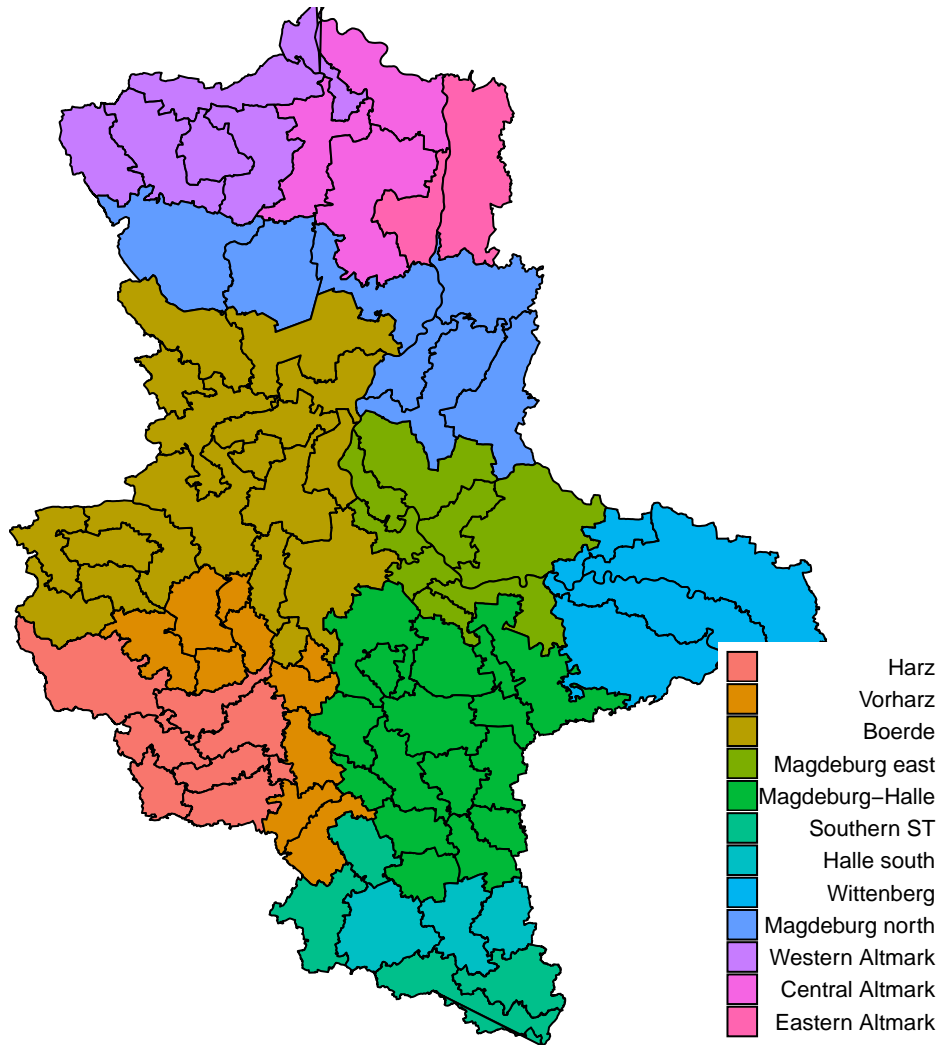 Harz
Vorharz
Boerde
Magdeburg east
Magdeburg−Halle
Southern ST
Halle south
Wittenberg
Magdeburg north
Western Altmark
Central Altmark
Eastern Altmark